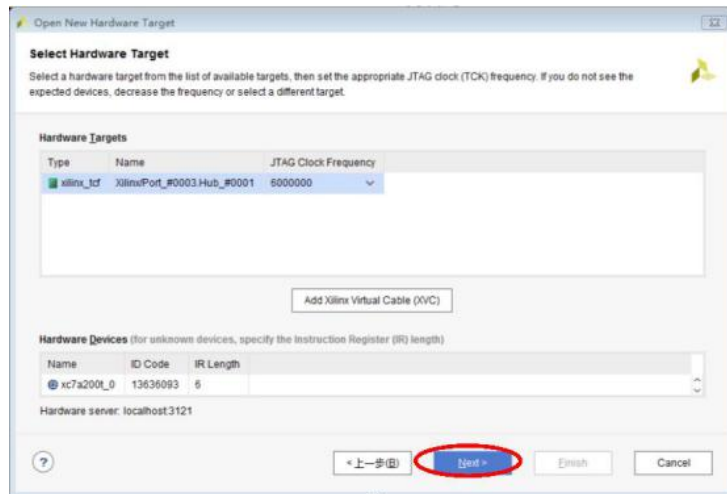 Open New Hardware Target
Select Hardware Target
Select a hardware target from the list of available targets, then set the appropriate JTAG clock (TCK) frequency. If you do not see the
expected devices, decrease the frequency or select a different target.
Hardware Targets
Type Name JTAG Clock Frequency
xilinx_tcf Xilinx/Port_#0003.Hub_#0001 6000000
Add Xilinx Virtual Cable (XVC)
Hardware Devices (for unknown devices, specify the Instruction Register (IR) length)
Name ID Code IR Length
xc7a200t_0 13636093 6
Hardware server: localhost:3121
? <上一步(B) Next > Finish Cancel